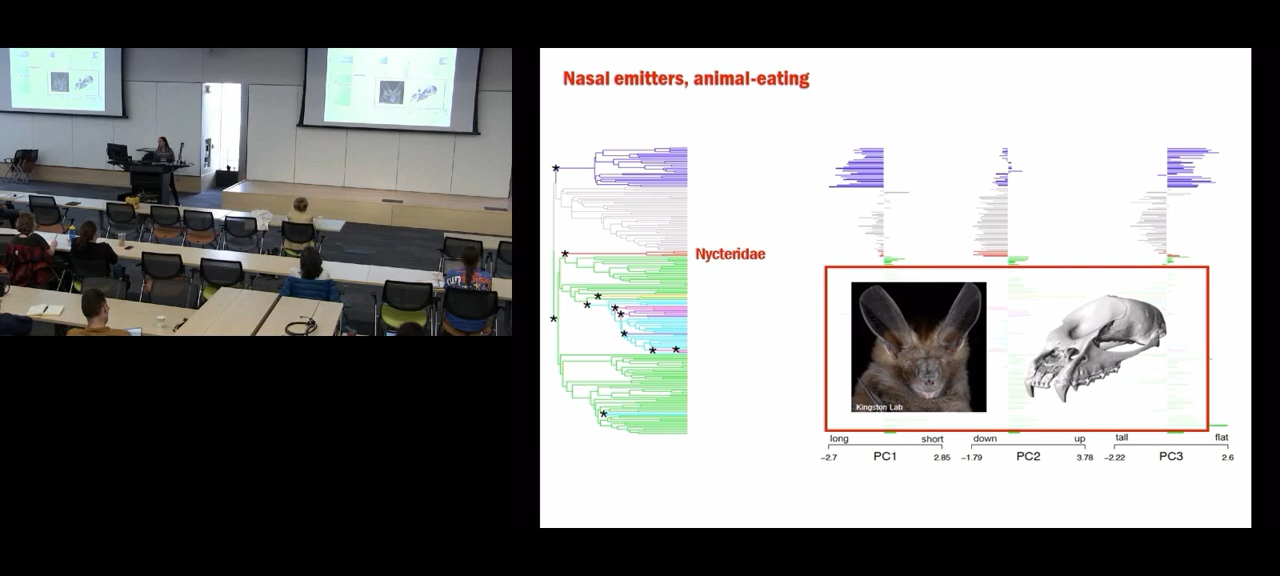 Nasal emitters, animal-eating
Nycteridae
Kingston Lab
long short down up tall flat
-2.7 PC1 2.85 -1.79 PC2 3.78 -2.22 PC3 2.6